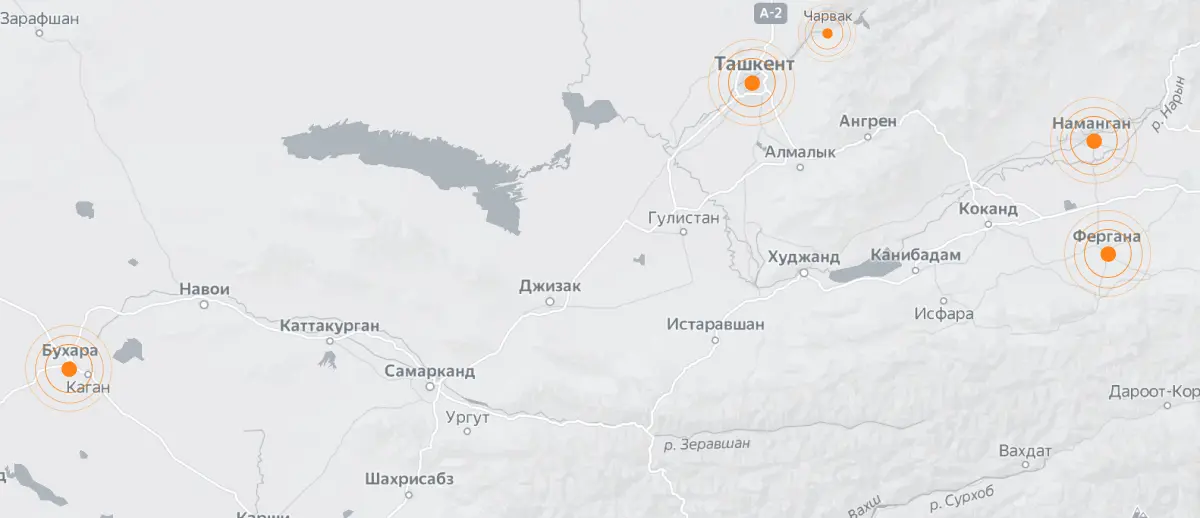 Зарафшан
А-2
Чарвак
Ташкент
Ангрен
Наманган
р. Нарын
Алмалык
Гулистан
Коканд
Фергана
Худжанд
Канибадам
Навои
Джизак
Исфара
Каттакурган
Истаравшан
Бухара
Каган
Самарканд
Ургут
Дароот-Кор
р. Зеравшан
Вахдат
Шахрисабз
р. Сурхоб
Вахш
Карши